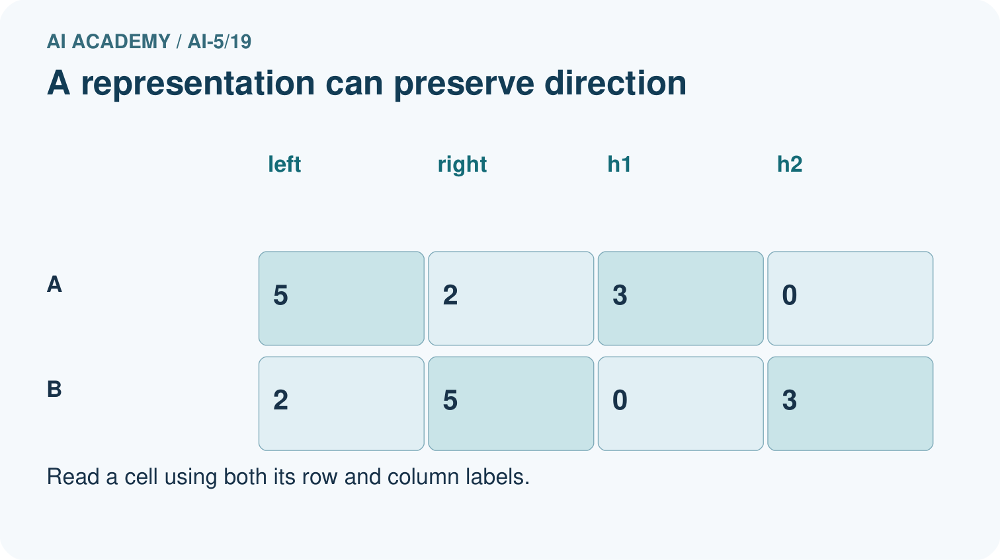 AI ACADEMY / AI-5/19
A representation can preserve direction
left right h1 h2
A 5 2 3 0
B 2 5 0 3
Read a cell using both its row and column labels.